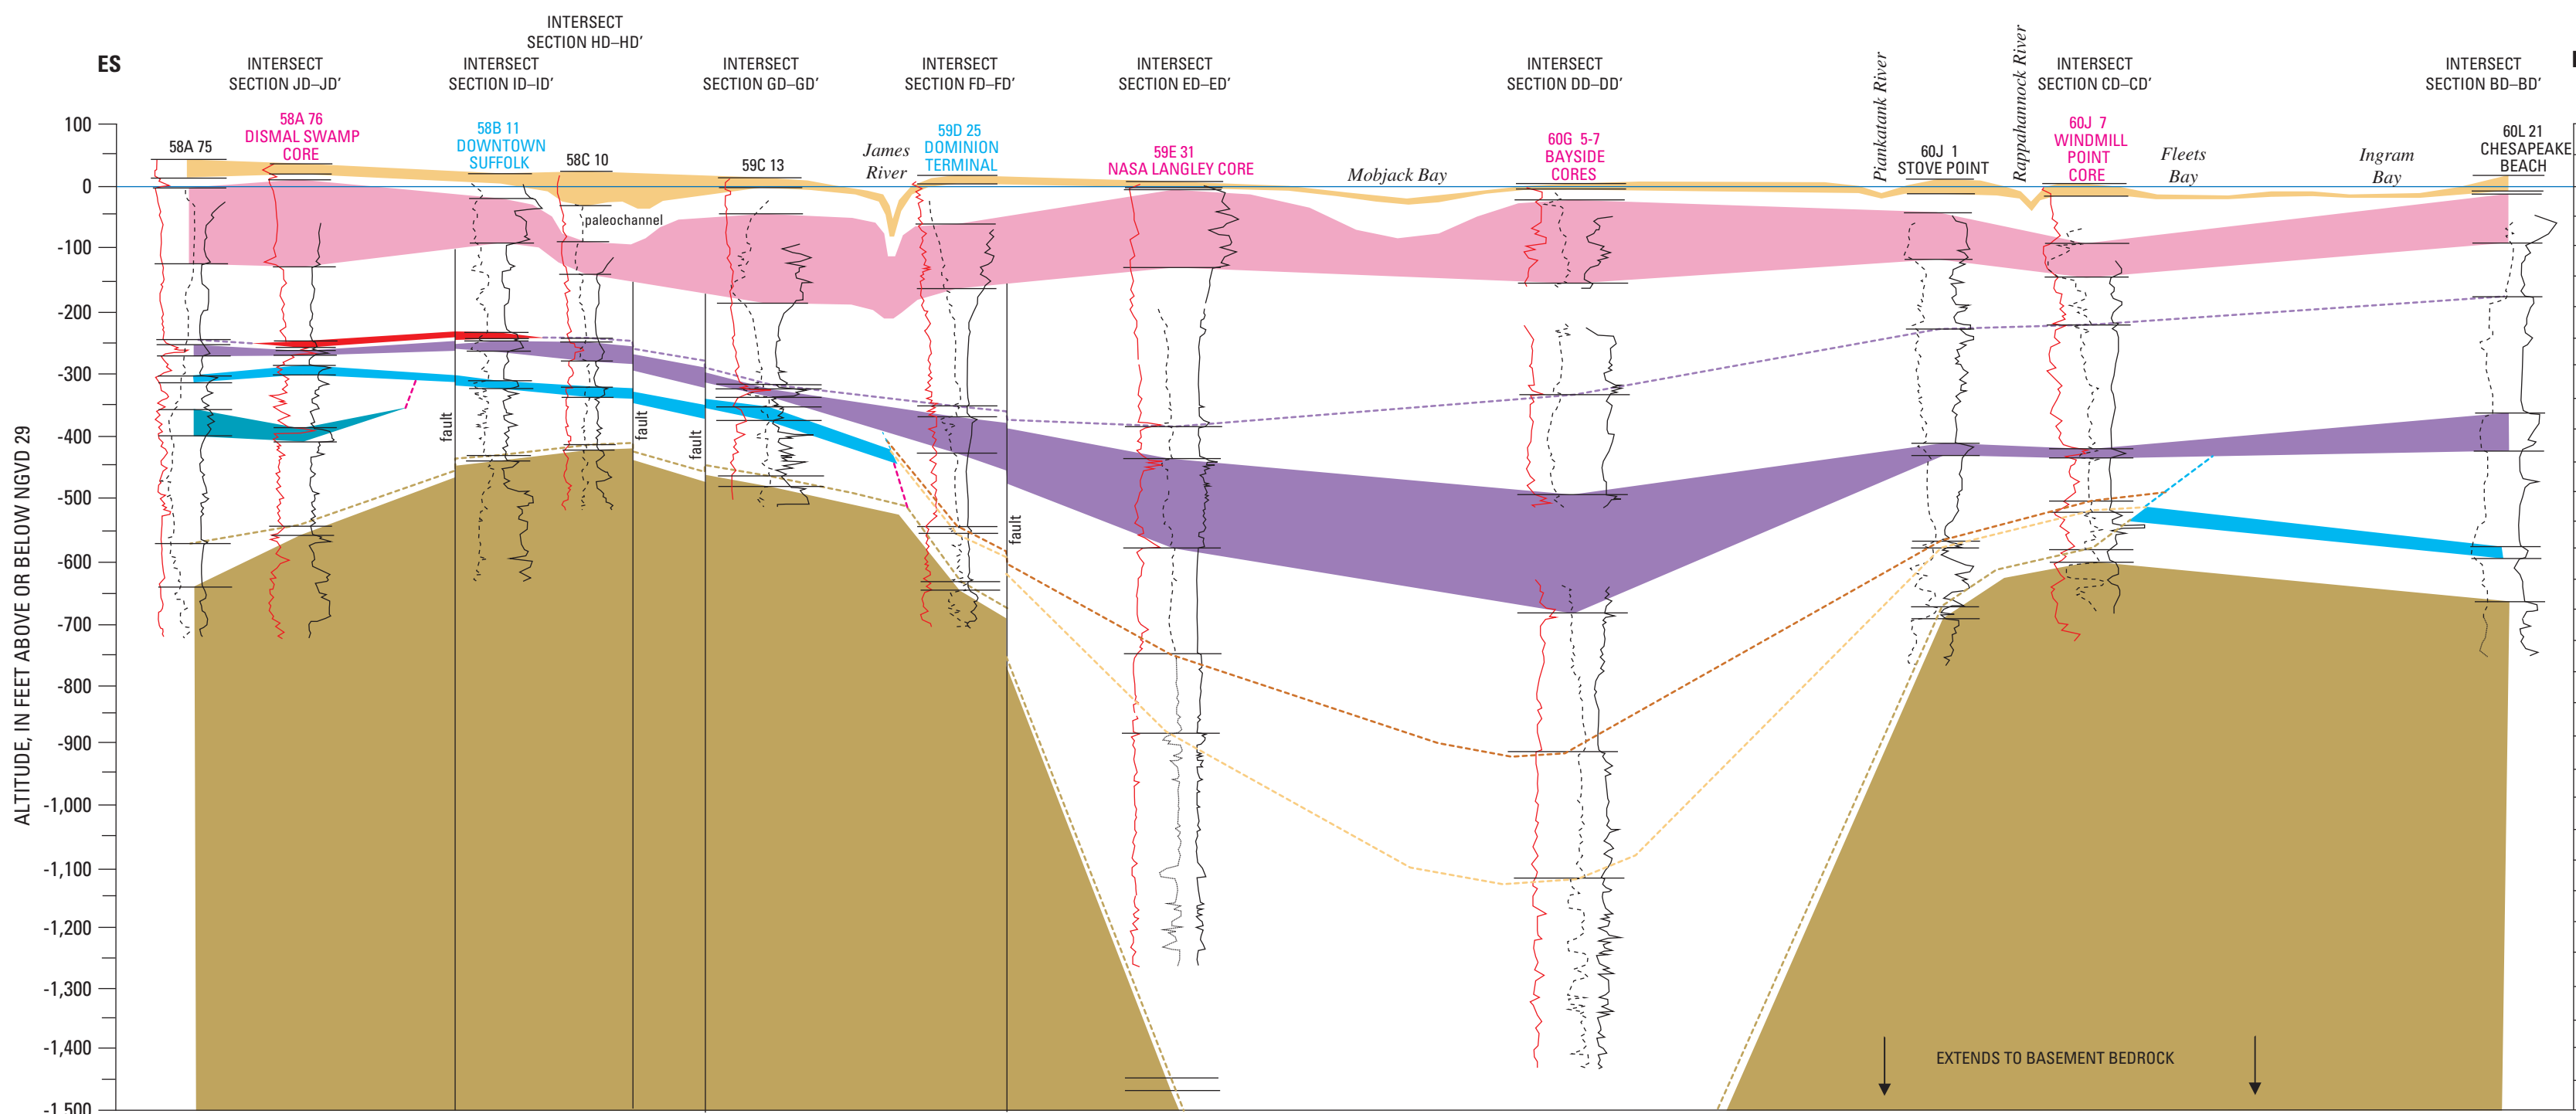 INTERSECT
SECTION HD–HD′
ES
INTERSECT
SECTION JD–JD′
INTERSECT
SECTION ID–ID′
INTERSECT
SECTION GD–GD′
INTERSECT
SECTION FD–FD′
INTERSECT
SECTION ED–ED′
INTERSECT
SECTION DD–DD′
Piankatank River
Rappahannock River
INTERSECT
SECTION CD–CD′
INTERSECT
SECTION BD–BD′
58A 75
58A 76
DISMAL SWAMP
CORE
58B 11
DOWNTOWN
SUFFOLK
58C 10
59C 13
James
River
59D 25
DOMINION
TERMINAL
59E 31
NASA LANGLEY CORE
Mobjack Bay
60G 5-7
BAYSIDE
CORES
60J 1
STOVE POINT
60J 7
WINDMILL
POINT
CORE
Fleets
Bay
Ingram
Bay
60L 21
CHESAPEAKE
BEACH
paleochannel
fault
fault
fault
fault
ALTITUDE, IN FEET ABOVE OR BELOW NGVD 29
100
0
-100
-200
-300
-400
-500
-600
-700
-800
-900
-1,000
-1,100
-1,200
-1,300
-1,400
-1,500
EXTENDS TO BASEMENT BEDROCK